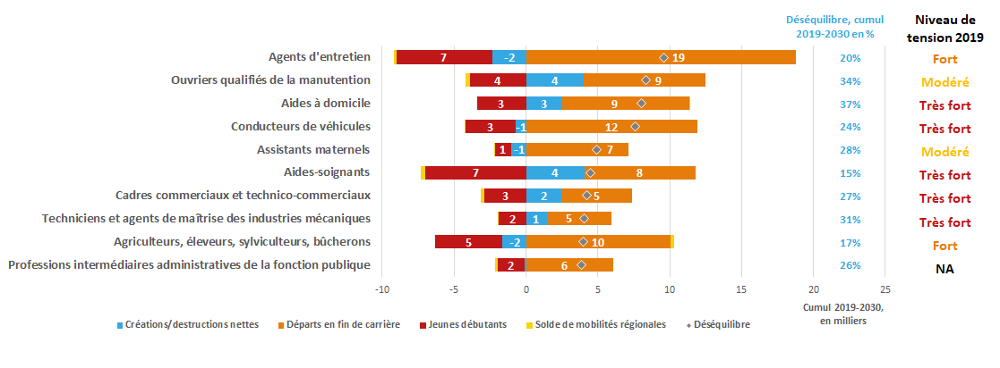 Déséquilibre, cumul
2019-2030 en %
Niveau de
tension 2019
Agents d'entretien 7 -2 19 20% Fort
Ouvriers qualifiés de la manutention 4 4 9 34% Modéré
Aides à domicile 3 3 9 37% Très fort
Conducteurs de véhicules 3 -1 12 24% Très fort
Assistants maternels 1 -1 7 28% Modéré
Aides-soignants 7 4 8 15% Très fort
Cadres commerciaux et technico-commerciaux 3 2 5 27% Très fort
Techniciens et agents de maîtrise des industries mécaniques 2 1 5 31% Très fort
Agriculteurs, éleveurs, sylviculteurs, bûcherons 5 -2 10 17% Fort
Professions intermédiaires administratives de la fonction publique 2 6 26% NA
-10 -5 0 5 10 15 20 25
Cumul 2019-2030,
en milliers
Créations/destructions nettes Départs en fin de carrière Jeunes débutants Solde de mobilités régionales Déséquilibre